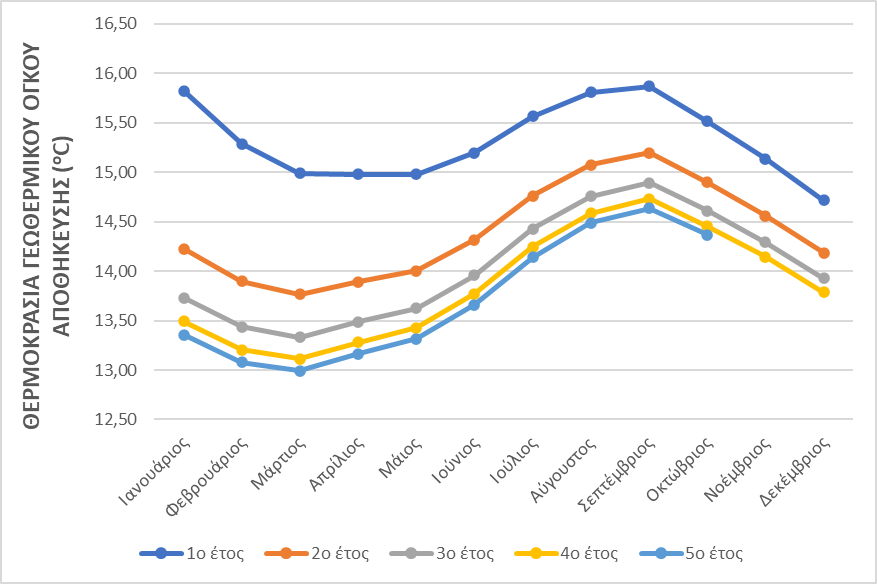 ΘΕΡΜΟΚΡΑΣΙΑ ΓΕΩΘΕΡΜΙΚΟΥ ΟΓΚΟΥ
ΑΠΟΘΗΚΕΥΣΗΣ (°C)
16,50
16,00
15,50
15,00
14,50
14,00
13,50
13,00
12,50
Ιανουάριος
Φεβρουάριος
Μάρτιος
Απρίλιος
Μάιος
Ιούνιος
Ιούλιος
Αύγουστος
Σεπτέμβριος
Οκτώβριος
Νοέμβριος
Δεκέμβριος
1ο έτος 2ο έτος 3ο έτος 4ο έτος 5ο έτος